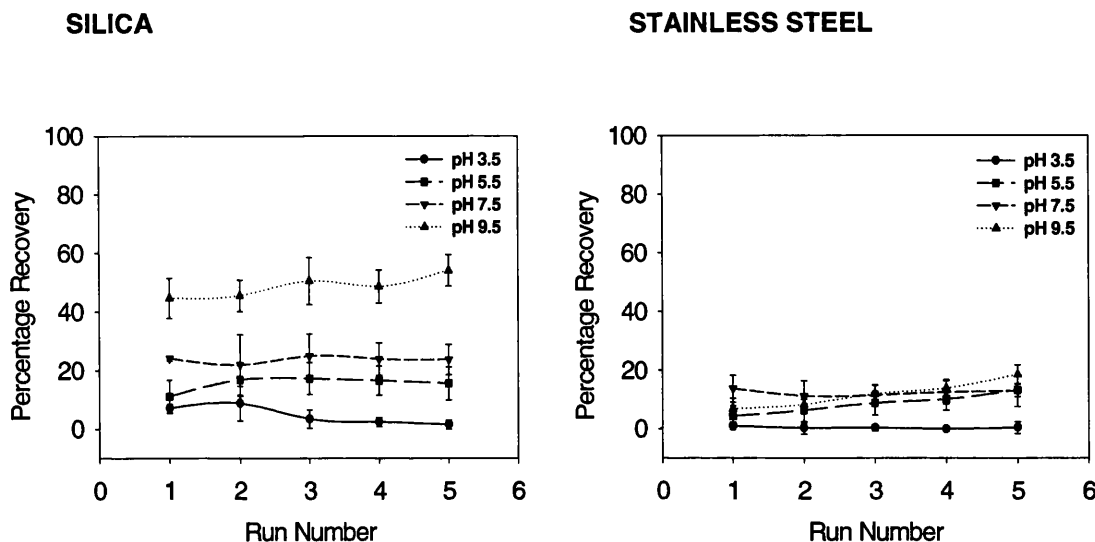 SILICA
100
80
60
40
20
0
Percentage Recovery
pH 3.5
pH 5.5
pH 7.5
pH 9.5
0 1 2 3 4 5 6
Run Number
STAINLESS STEEL
100
80
60
40
20
0
Percentage Recovery
pH 3.5
pH 5.5
pH 7.5
pH 9.5
0 1 2 3 4 5 6
Run Number